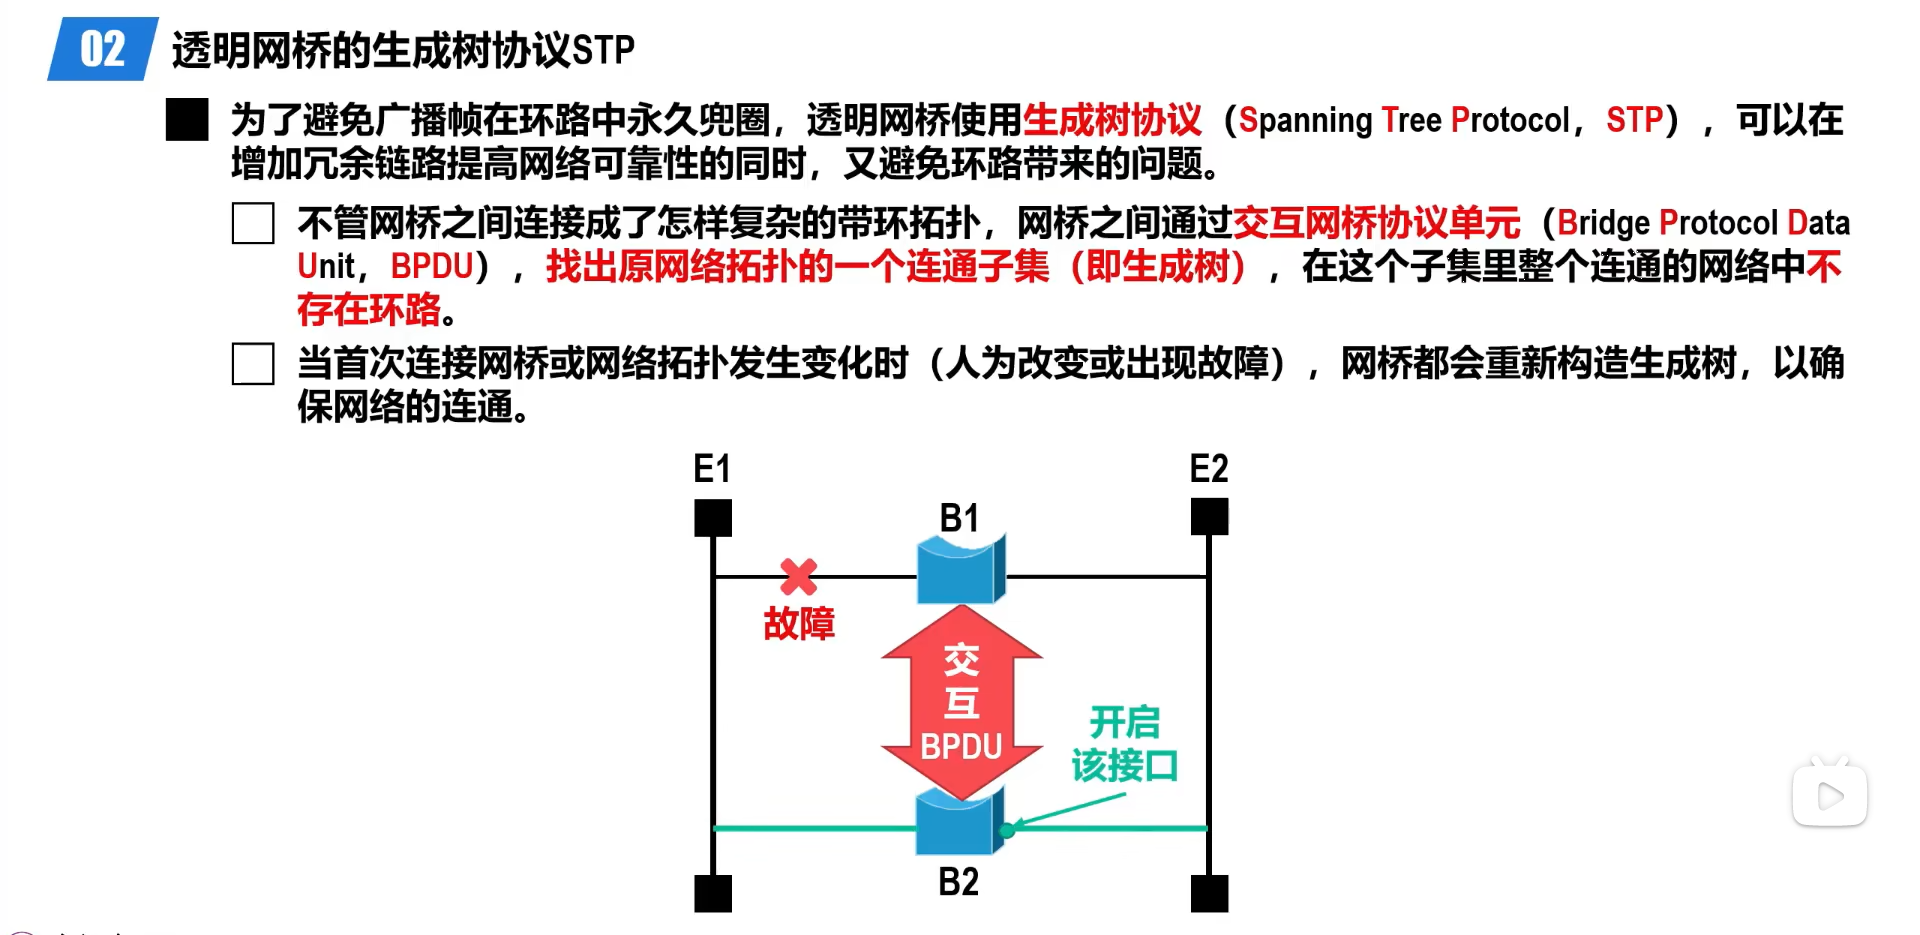 02 透明网桥的生成树协议STP
为了避免广播帧在环路中永久兜圈，透明网桥使用生成树协议（Spanning Tree Protocol，STP），可以在
增加冗余链路提高网络可靠性的同时，又避免环路带来的问题。
不管网桥之间连接成了怎样复杂的带环拓扑，网桥之间通过交互网桥协议单元（Bridge Protocol Data
Unit，BPDU），找出原网络拓扑的一个连通子集（即生成树），在这个子集里整个连通的网络中不
存在环路。
当首次连接网桥或网络拓扑发生变化时（人为改变或出现故障），网桥都会重新构造生成树，以确
保网络的连通。
E1
E2
B1
故障
交
互
BPDU
开启
该接口
B2